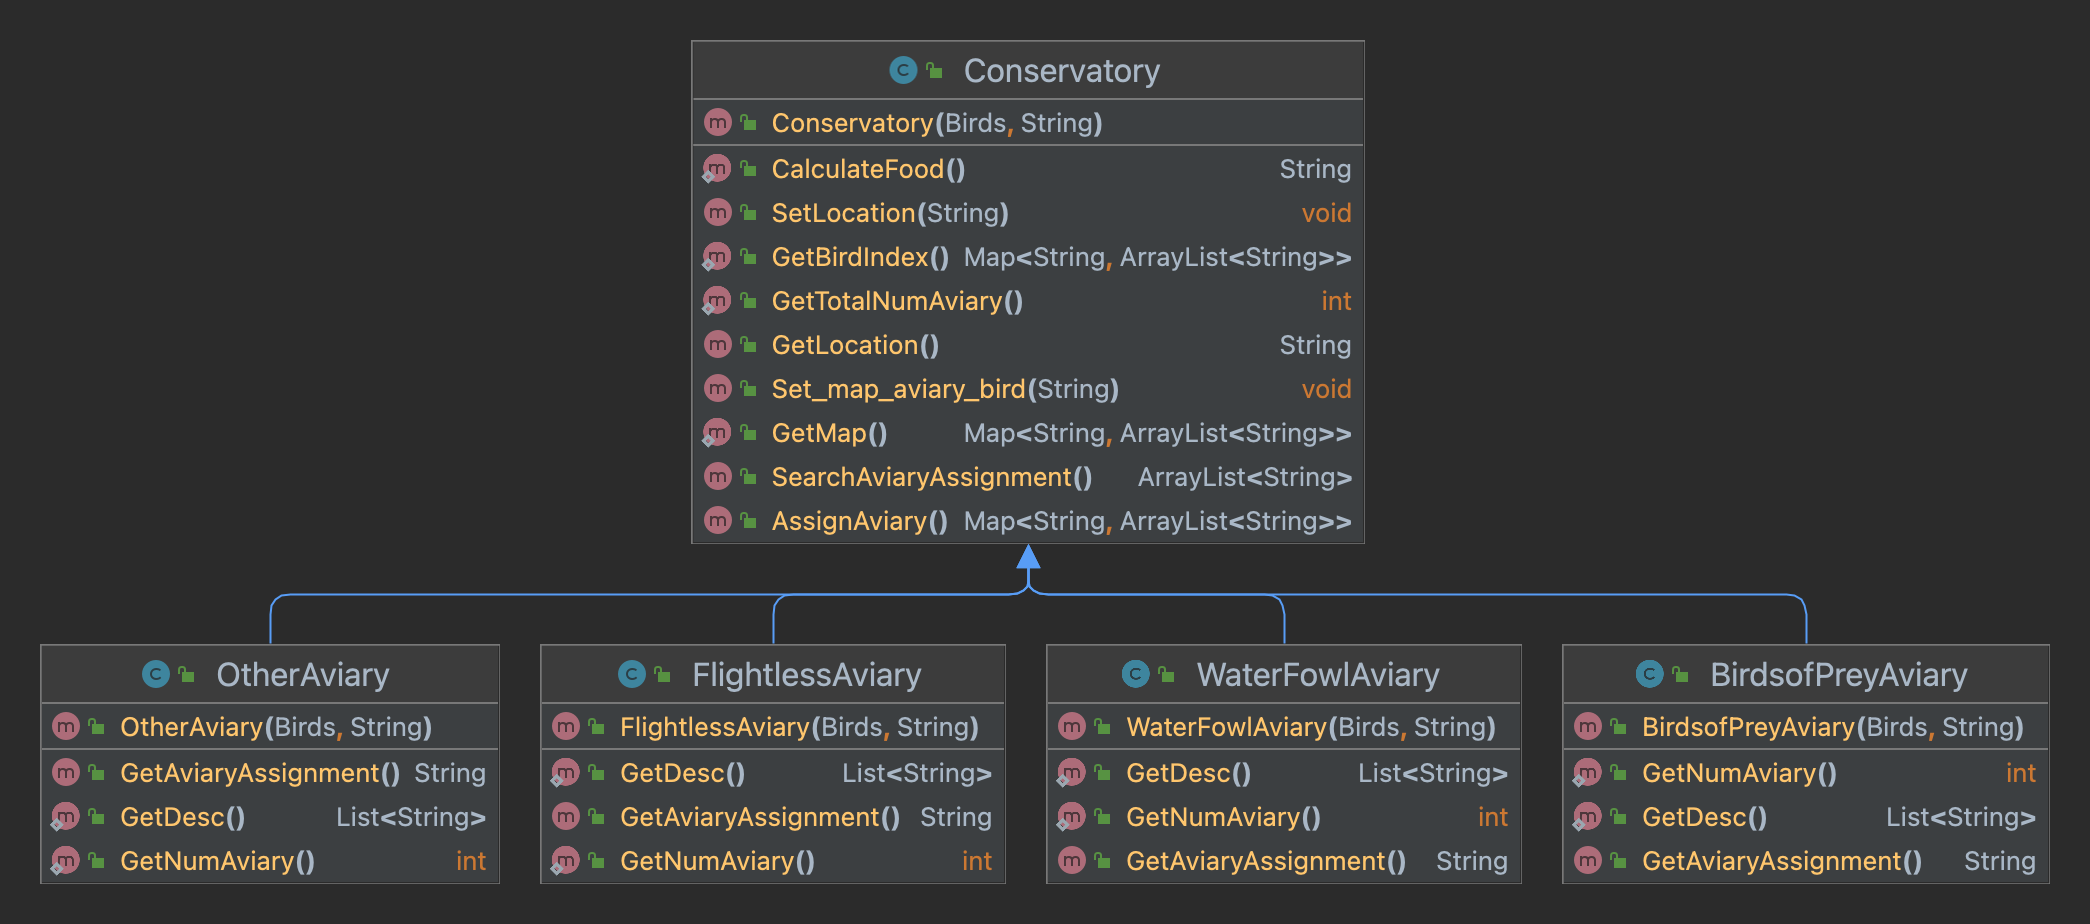 Conservatory
Conservatory(Birds, String)
CalculateFood() String
SetLocation(String) void
GetBirdIndex() Map<String, ArrayList<String>>
GetTotalNumAviary() int
GetLocation() String
Set_map_aviary_bird(String) void
GetMap() Map<String, ArrayList<String>>
SearchAviaryAssignment() ArrayList<String>
AssignAviary() Map<String, ArrayList<String>>
OtherAviary
OtherAviary(Birds, String)
GetAviaryAssignment() String
GetDesc() List<String>
GetNumAviary() int
FlightlessAviary
FlightlessAviary(Birds, String)
GetDesc() List<String>
GetAviaryAssignment() String
GetNumAviary() int
WaterFowlAviary
WaterFowlAviary(Birds, String)
GetDesc() List<String>
GetNumAviary() int
GetAviaryAssignment() String
BirdsofPreyAviary
BirdsofPreyAviary(Birds, String)
GetNumAviary() int
GetDesc() List<String>
GetAviaryAssignment() String